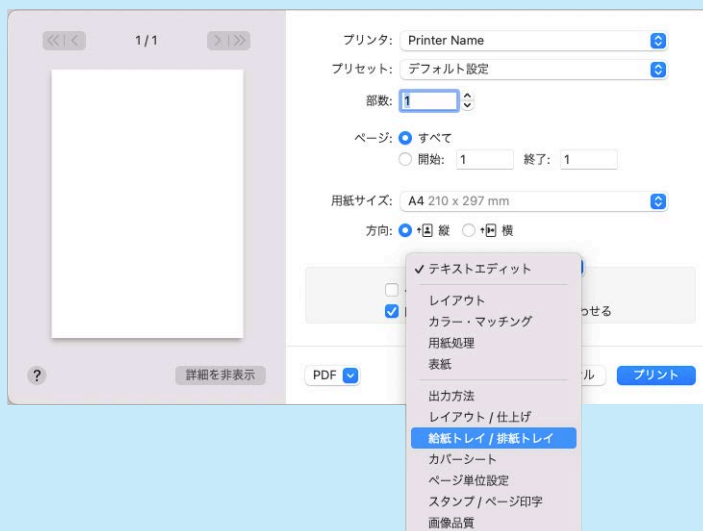 1 / 1
プリンタ: Printer Name
プリセット: デフォルト設定
部数: 1
ページ: すべて
開始: 1 終了: 1
用紙サイズ: A4 210 x 297 mm
方向: 縦 横
テキストエディット
わせる
レイアウト
カラー・マッチング
用紙処理
表紙
? 詳細を非表示 PDF ル プリント
出力方法
レイアウト / 仕上げ
給紙トレイ / 排紙トレイ
カバーシート
ページ単位設定
スタンプ / ページ印字
画像品質